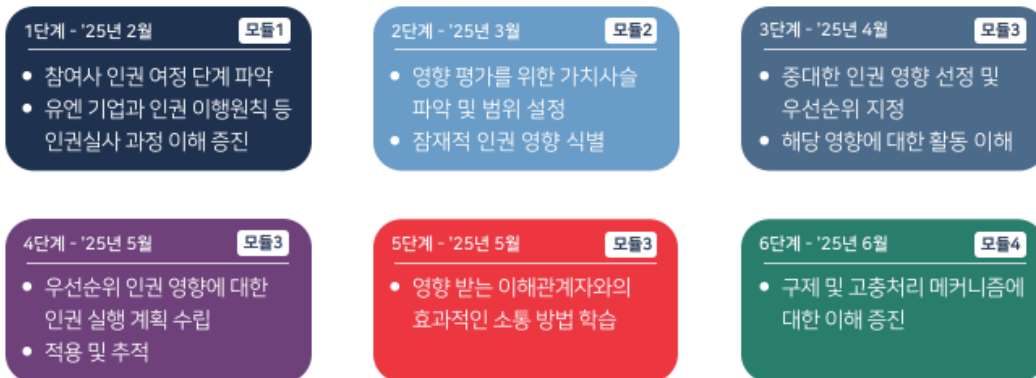 1단계 - '25년 2월 모듈1
• 참여사 인권 여정 단계 파악
• 유엔 기업과 인권 이행원칙 등
인권실사 과정 이해 증진
2단계 - '25년 3월 모듈2
• 영향 평가를 위한 가치사슬
파악 및 범위 설정
• 잠재적 인권 영향 식별
3단계 - '25년 4월 모듈3
• 중대한 인권 영향 선정 및
우선순위 지정
• 해당 영향에 대한 활동 이해
4단계 - '25년 5월 모듈3
• 우선순위 인권 영향에 대한
인권 실행 계획 수립
• 적용 및 추적
5단계 - '25년 5월 모듈3
• 영향 받는 이해관계자와의
효과적인 소통 방법 학습
6단계 - '25년 6월 모듈4
• 구제 및 고충처리 메커니즘에
대한 이해 증진